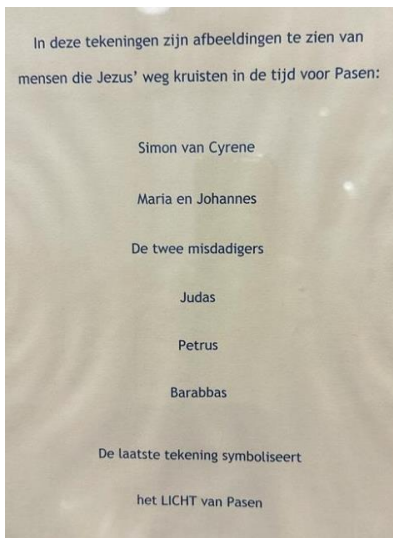 In deze tekeningen zijn afbeeldingen te zien van
mensen die Jezus’ weg kruisten in de tijd voor Pasen:
Simon van Cyrene
Maria en Johannes
De twee misdadigers
Judas
Petrus
Barabbas
De laatste tekening symboliseert
het LICHT van Pasen